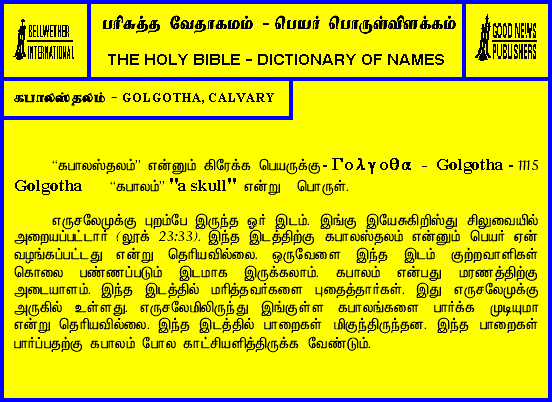 BELLWETHER
INTERNATIONAL
பரிசுத்த வேதாகமம் - பெயர் பொருள்விளக்கம்
THE HOLY BIBLE - DICTIONARY OF NAMES
GOOD NEWS
PUBLISHERS
கபாலஸ்தலம் - GOLGOTHA, CALVARY
“கபாலஸ்தலம்” என்னும் கிரேக்க பெயருக்கு - Γολγοθα - Golgotha - 1115
Golgotha “கபாலம்” "a skull" என்று பொருள்.
எருசலேமுக்கு புறம்பே இருந்த ஓர் இடம். இங்கு இயேசுகிறிஸ்து சிலுவையில்
அறையப்பட்டார் (லூக் 23:33). இந்த இடத்திற்கு கபாலஸ்தலம் என்னும் பெயர் ஏன்
வழங்கப்பட்டது என்று தெரியவில்லை. ஒருவேளை இந்த இடம் குற்றவாளிகள்
கொலை பண்ணப்படும் இடமாக இருக்கலாம். கபாலம் என்பது மரணத்திற்கு
அடையாளம். இந்த இடத்தில் மரித்தவர்களை புதைத்தார்கள். இது எருசலேமுக்கு
அருகில் உள்ளது. எருசலேமிலிருந்து இங்குள்ள கபாலங்களை பார்க்க முடியுமா
என்று தெரியவில்லை. இந்த இடத்தில் பாறைகள் மிகுந்திருந்தன. இந்த பாறைகள்
பார்ப்பதற்கு கபாலம் போல காட்சியளித்திருக்க வேண்டும்.